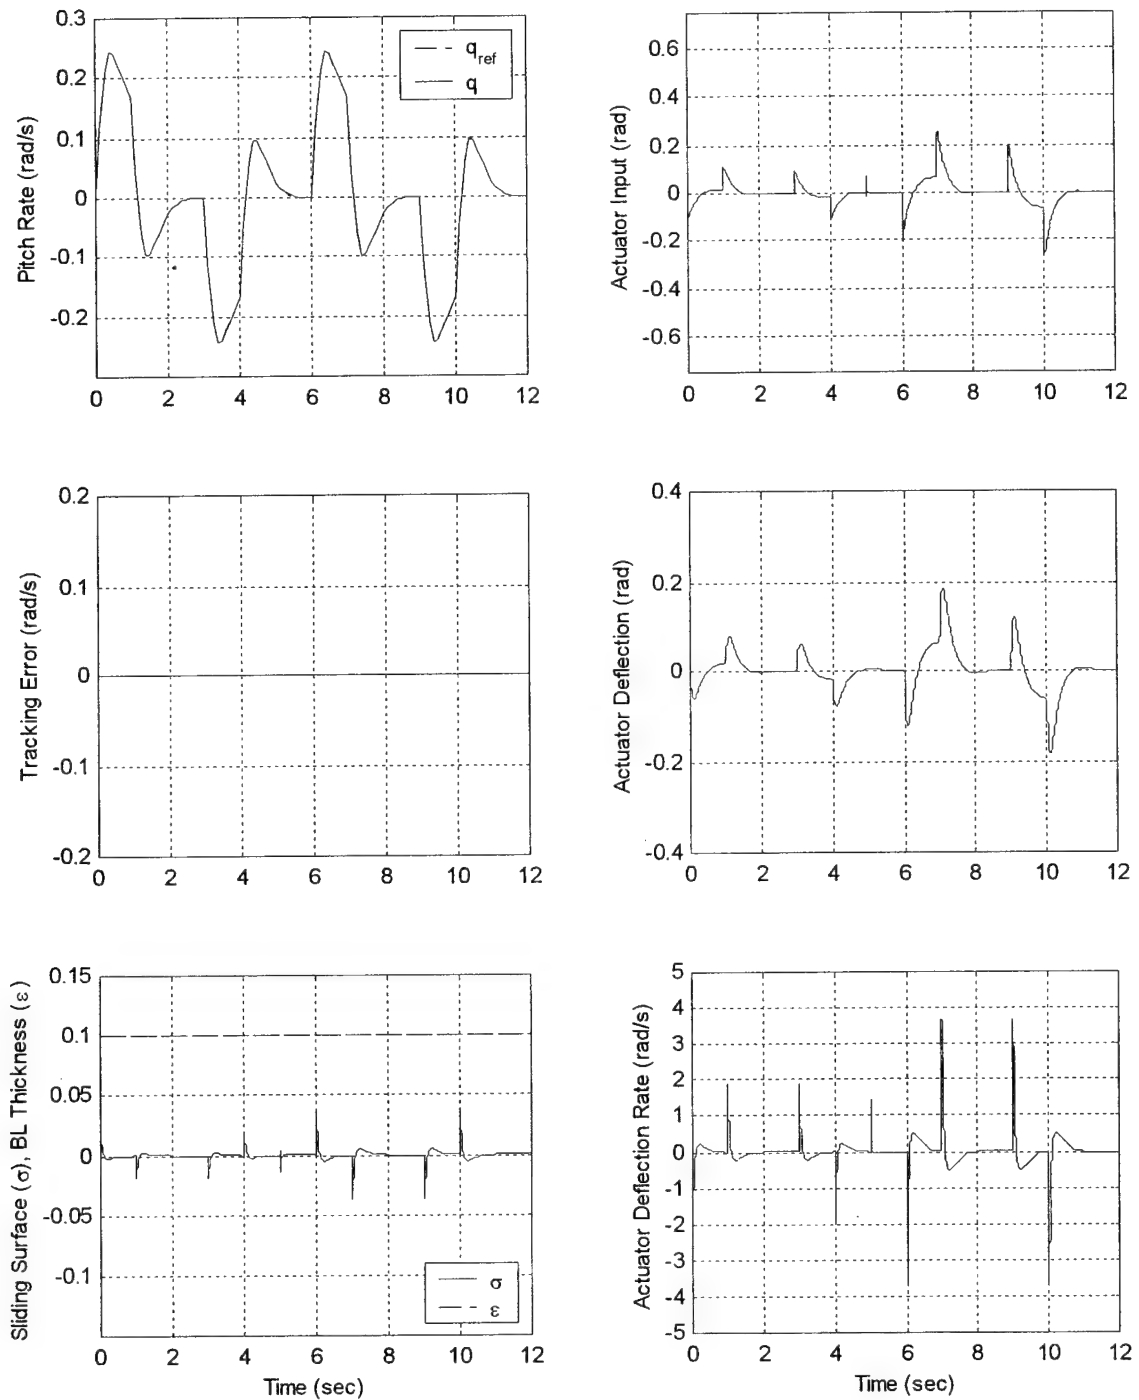 0.3
0.2
0.1
0
-0.1
-0.2
Pitch Rate (rad/s)
q_ref
q
0 2 4 6 8 10 12
0.6
0.4
0.2
0
-0.2
-0.4
-0.6
Actuator Input (rad)
0 2 4 6 8 10 12
0.2
0.1
0
-0.1
-0.2
Tracking Error (rad/s)
0 2 4 6 8 10 12
0.4
0.2
0
-0.2
-0.4
Actuator Deflection (rad)
0 2 4 6 8 10 12
0.15
0.1
0.05
0
-0.05
-0.1
Sliding Surface (σ), BL Thickness (ε)
σ
ε
0 2 4 6 8 10 12
Time (sec)
5
4
3
2
1
0
-1
-2
-3
-4
-5
Actuator Deflection Rate (rad/s)
0 2 4 6 8 10 12
Time (sec)